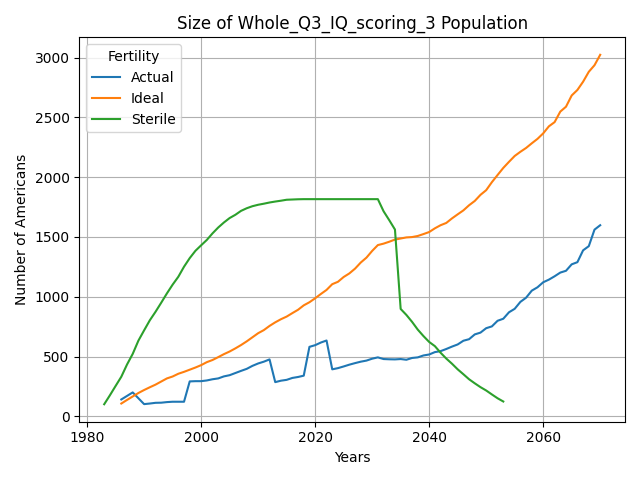 Size of Whole_Q3_IQ_scoring_3 Population
Fertility
Actual
Ideal
Sterile
Number of Americans
3000
2500
2000
1500
1000
500
0
1980
2000
2020
2040
2060
Years